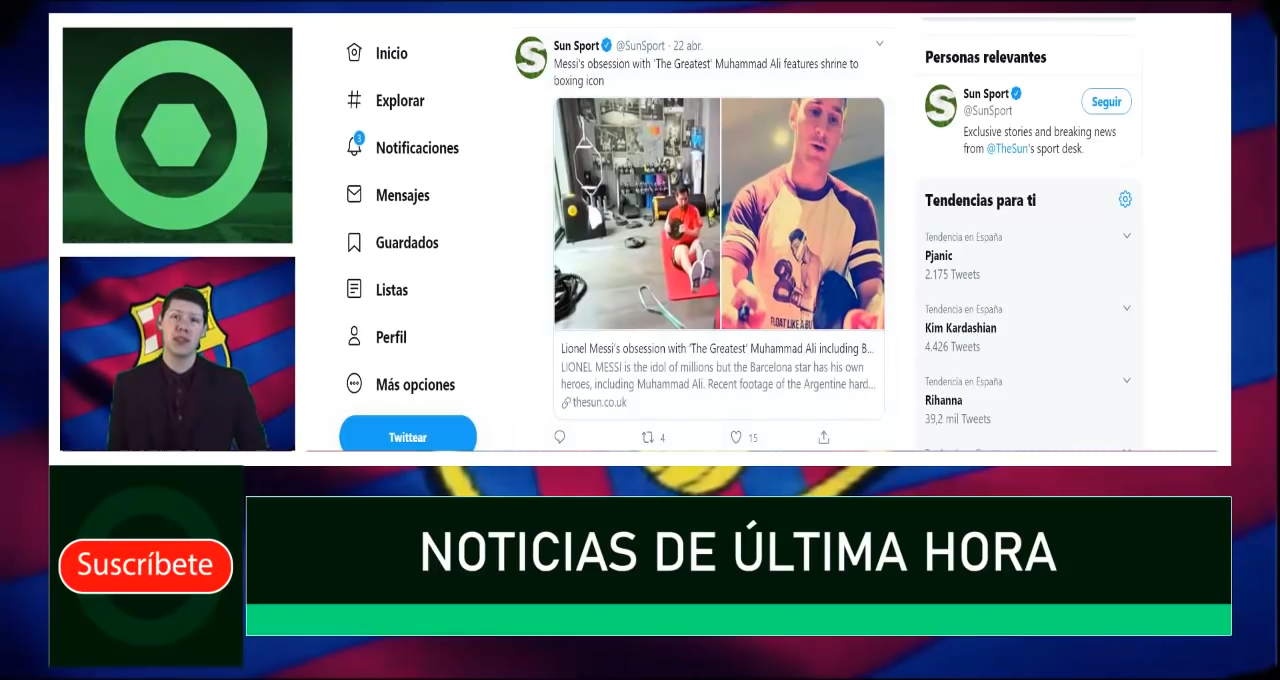 Inicio
Explorar
3
Notificaciones
Mensajes
Guardados
Listas
Perfil
Más opciones
Twittear
S
Sun Sport @SunSport · 22 abr.
Messi's obsession with 'The Greatest' Muhammad Ali features shrine to
boxing icon
FLOAT LIKE A BU
Lionel Messi's obsession with 'The Greatest' Muhammad Ali including B...
LIONEL MESSI is the idol of millions but the Barcelona star has his own
heroes, including Muhammad Ali. Recent footage of the Argentine hard...
thesun.co.uk
4
15
Personas relevantes
S
Sun Sport
@SunSport
Seguir
Exclusive stories and breaking news
from @TheSun's sport desk.
Tendencias para ti
Tendencia en España
Pjanic
2.175 Tweets
Tendencia en España
Kim Kardashian
4.426 Tweets
Tendencia en España
Rihanna
39,2 mil Tweets
Suscríbete
NOTICIAS DE ÚLTIMA HORA